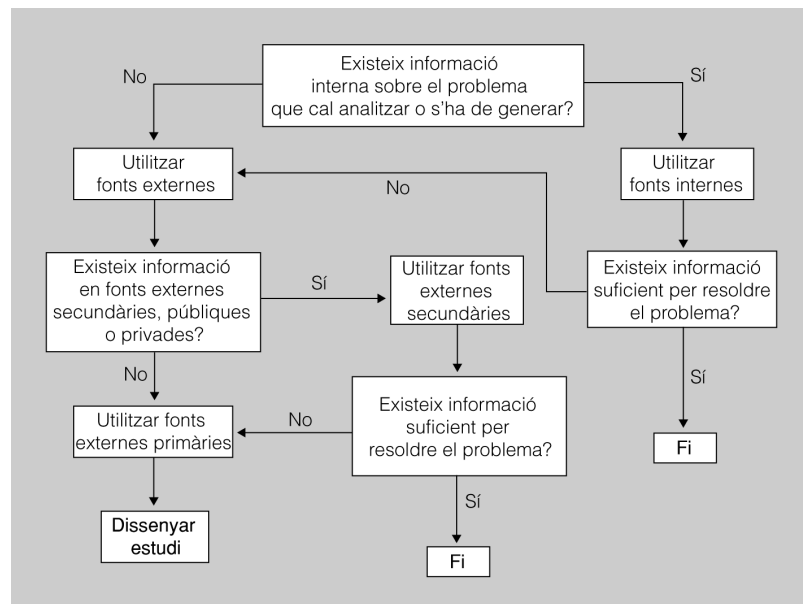 Existeix informació
interna sobre el problema
que cal analitzar o s'ha de generar?
No
Sí
Utilitzar
fonts externes
Utilitzar
fonts internes
No
Existeix informació
en fonts externes
secundàries, públiques
o privades?
Sí
Utilitzar fonts
externes
secundàries
Existeix informació
suficient per resoldre
el problema?
No
Sí
Utilitzar fonts
externes primàries
No
Existeix informació
suficient per
resoldre el problema?
Fi
Sí
Dissenyar
estudi
Fi